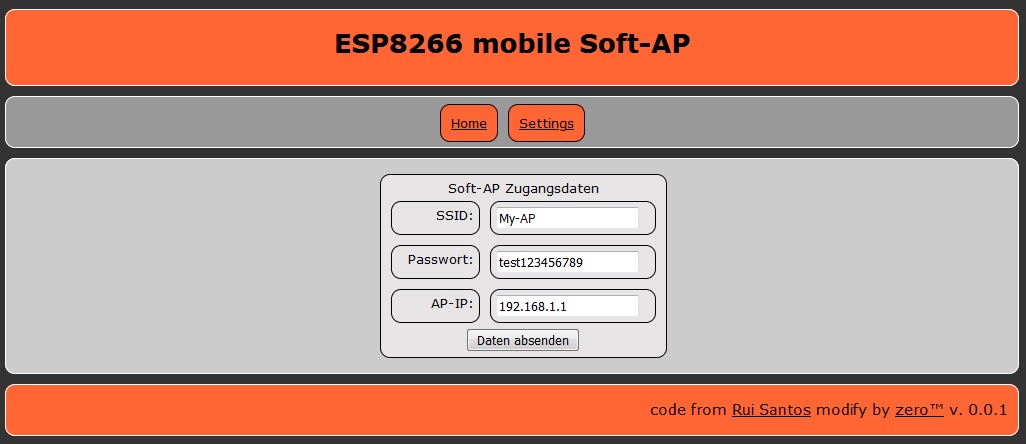 ESP8266 mobile Soft-AP
Home Settings
Soft-AP Zugangsdaten
SSID: My-AP
Passwort: test123456789
AP-IP: 192.168.1.1
Daten absenden
code from Rui Santos modify by zero™ v. 0.0.1